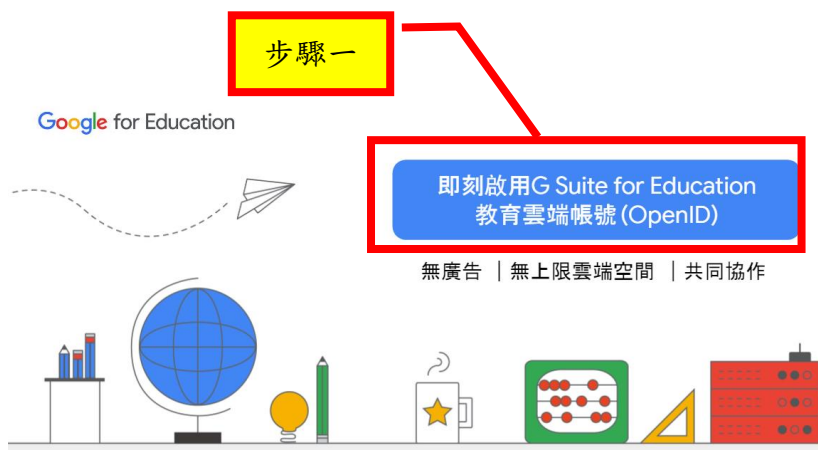 步驟一
Google for Education
即刻啟用G Suite for Education
教育雲端帳號(OpenID)
無廣告 | 無上限雲端空間 | 共同協作